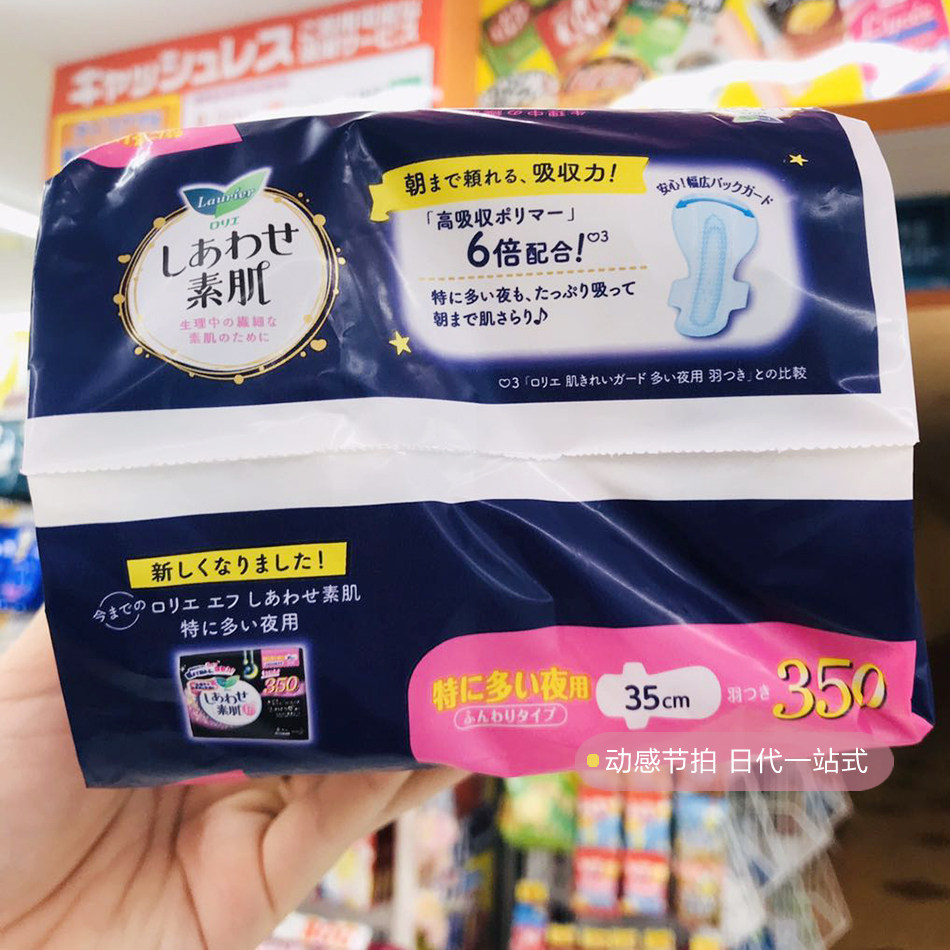 キャッシュレス
Laurier
ロリエ
しあわせ
素肌
生理中の繊細な
素肌のために
朝まで頼れる、吸収力！
「高吸収ポリマー」
6倍配合！♡3
特に多い夜も、たっぷり吸って
朝まで肌さらり♪
安心！幅広バックガード
♡3「ロリエ 肌きれいガード 多い夜用 羽つき」との比較
新しくなりました！
今までの ロリエ エフ しあわせ素肌
特に多い夜用
しあわせ
素肌
350
特に多い夜用
ふんわりタイプ
35cm
羽つき
350
动感节拍 日代一站式